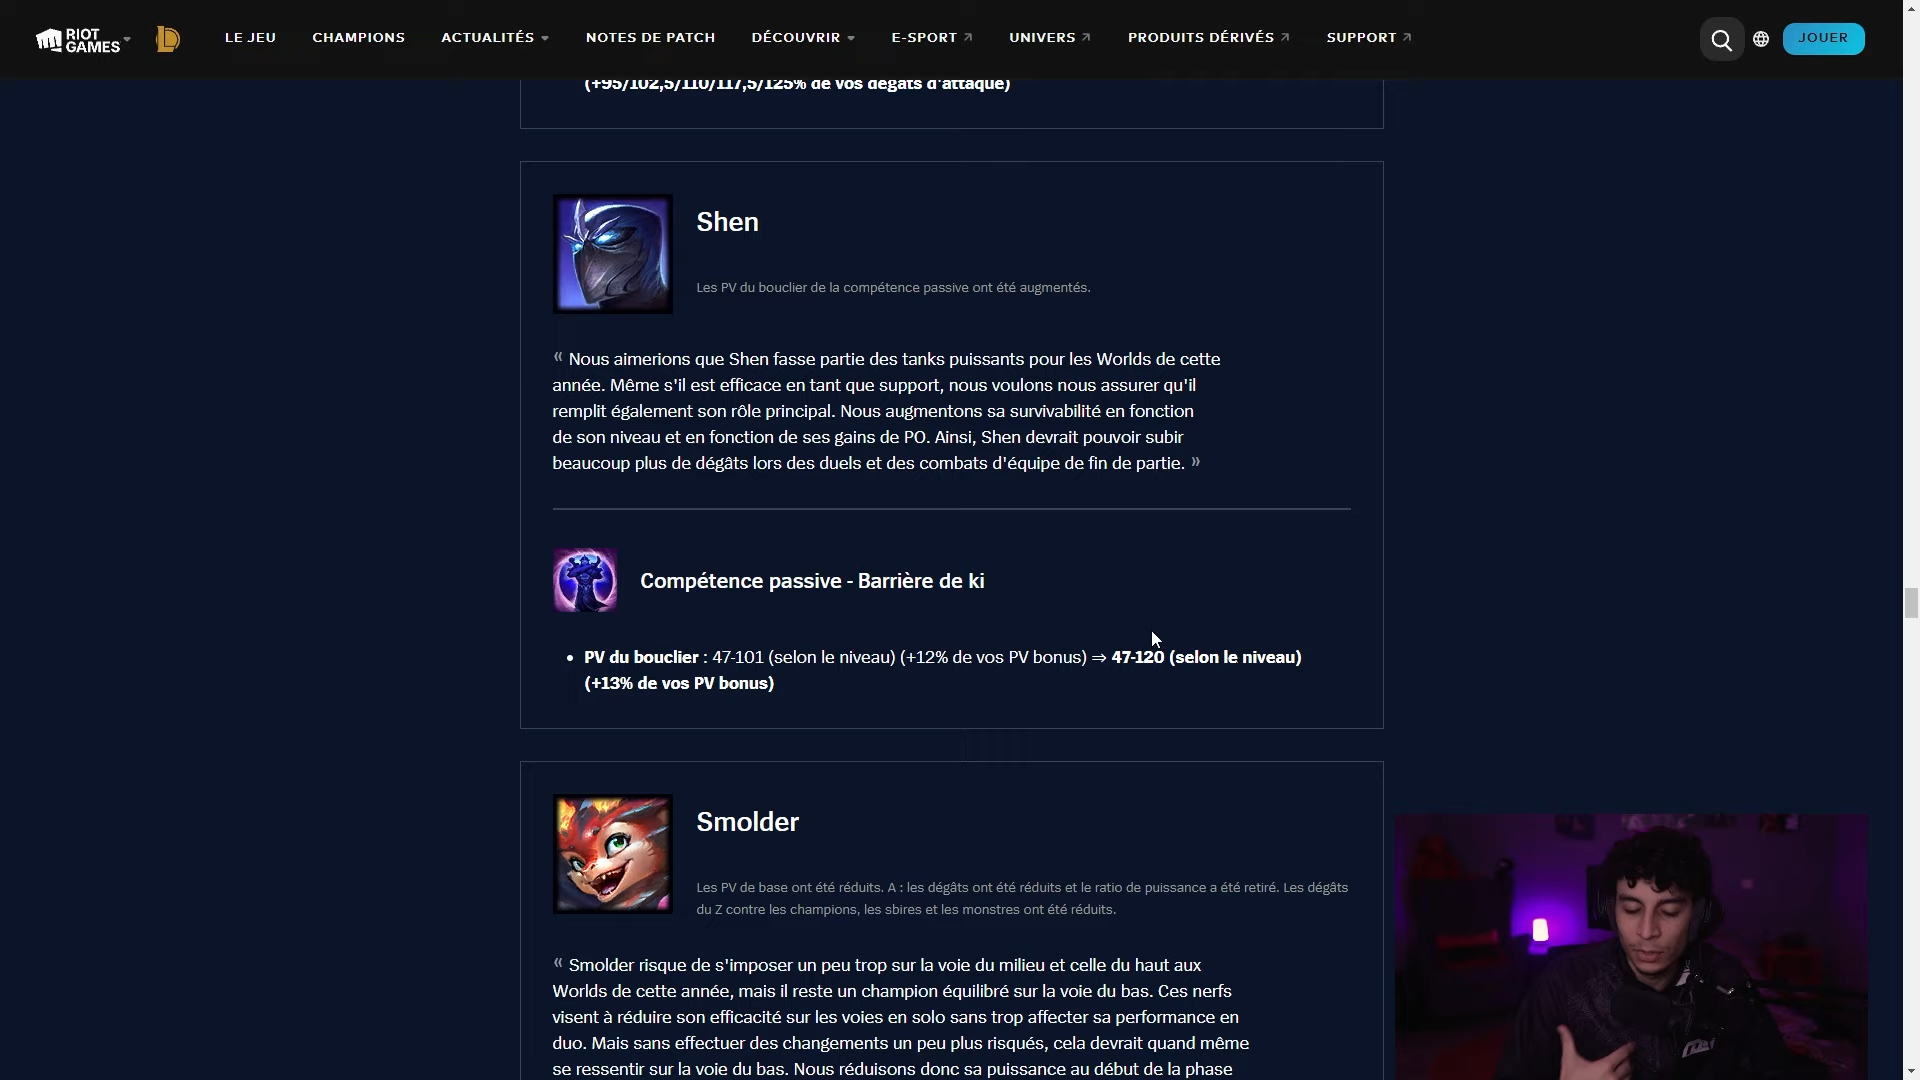 RIOT
GAMES
LE JEU
CHAMPIONS
ACTUALITÉS
NOTES DE PATCH
DÉCOUVRIR
E-SPORT
UNIVERS
PRODUITS DÉRIVÉS
SUPPORT
JOUER
(+95/102,5/110/117,5/125% de vos dégâts d'attaque)
Shen
Les PV du bouclier de la compétence passive ont été augmentés.
« Nous aimerions que Shen fasse partie des tanks puissants pour les Worlds de cette
année. Même s'il est efficace en tant que support, nous voulons nous assurer qu'il
remplit également son rôle principal. Nous augmentons sa survivabilité en fonction
de son niveau et en fonction de ses gains de PO. Ainsi, Shen devrait pouvoir subir
beaucoup plus de dégâts lors des duels et des combats d'équipe de fin de partie. »
Compétence passive - Barrière de ki
• PV du bouclier : 47-101 (selon le niveau) (+12% de vos PV bonus) ⇒ 47-120 (selon le niveau)
(+13% de vos PV bonus)
Smolder
Les PV de base ont été réduits. A : les dégâts ont été réduits et le ratio de puissance a été retiré. Les dégâts
du Z contre les champions, les sbires et les monstres ont été réduits.
« Smolder risque de s'imposer un peu trop sur la voie du milieu et celle du haut aux
Worlds de cette année, mais il reste un champion équilibré sur la voie du bas. Ces nerfs
visent à réduire son efficacité sur les voies en solo sans trop affecter sa performance en
duo. Mais sans effectuer des changements un peu plus risqués, cela devrait quand même
se ressentir sur la voie du bas. Nous réduisons donc sa puissance au début de la phase